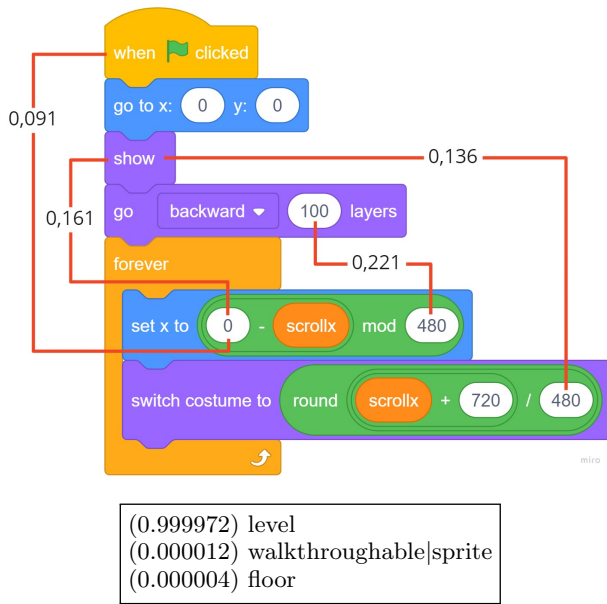 when clicked
go to x: 0 y: 0
0,091
show
0,136
go backward 100 layers
0,161
forever
0,221
set x to 0 - scrollx mod 480
switch costume to round scrollx + 720 / 480
miro
(0.999972) level
(0.000012) walkthroughable|sprite
(0.000004) floor